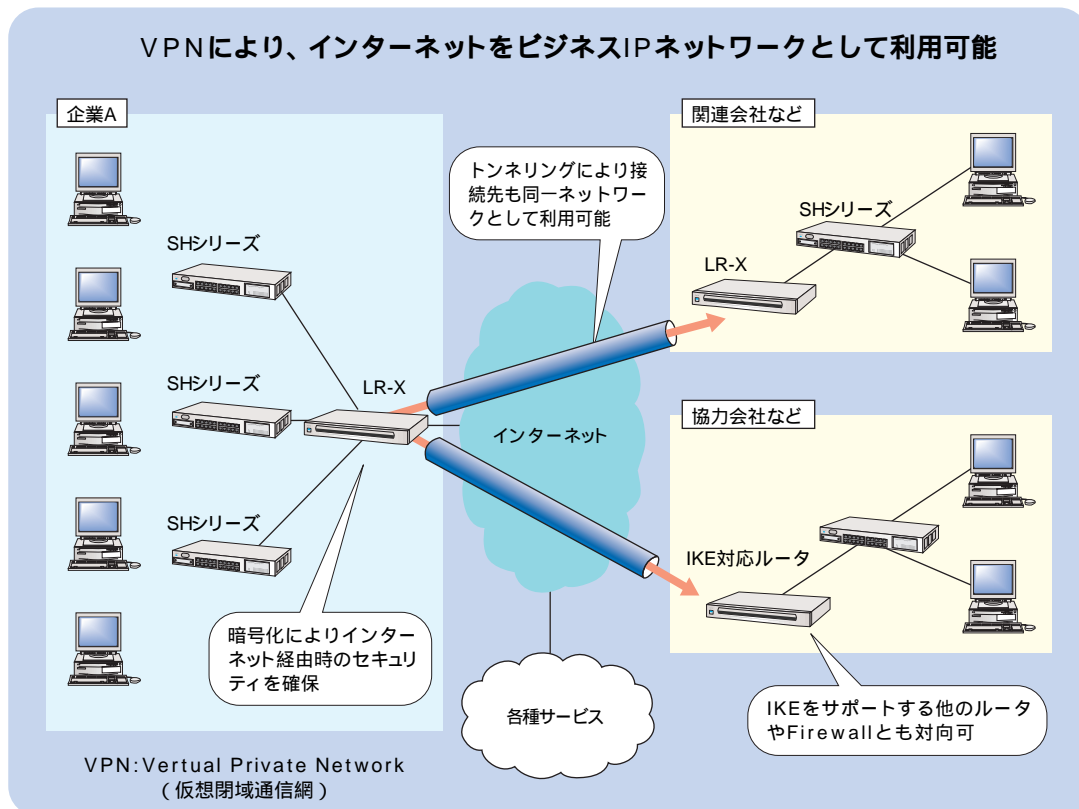 VPNにより、インターネットをビジネスIPネットワークとして利用可能
企業A
関連会社など
トンネリングにより接
続先も同一ネットワー
クとして利用可能
SHシリーズ
SHシリーズ
LR-X
SHシリーズ
LR-X
インターネット
協力会社など
SHシリーズ
IKE対応ルータ
暗号化によりインター
ネット経由時のセキュリ
ティを確保
各種サービス
IKEをサポートする他のルータ
やFirewallとも対向可
VPN:Vertual Private Network
(仮想閉域通信網)